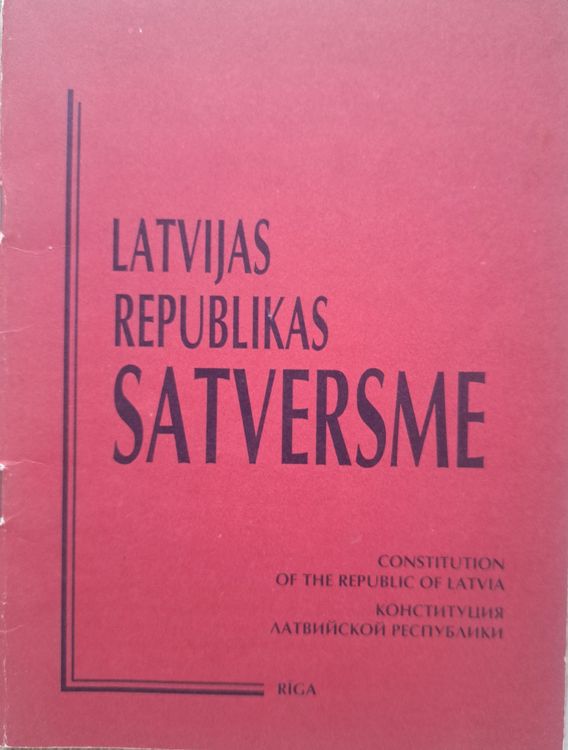 LATVIJAS
REPUBLIKAS
SATVERSME
CONSTITUTION
OF THE REPUBLIC OF LATVIA
КОНСТИТУЦИЯ
ЛАТВИЙСКОЙ РЕСПУБЛИКИ
RĪGA